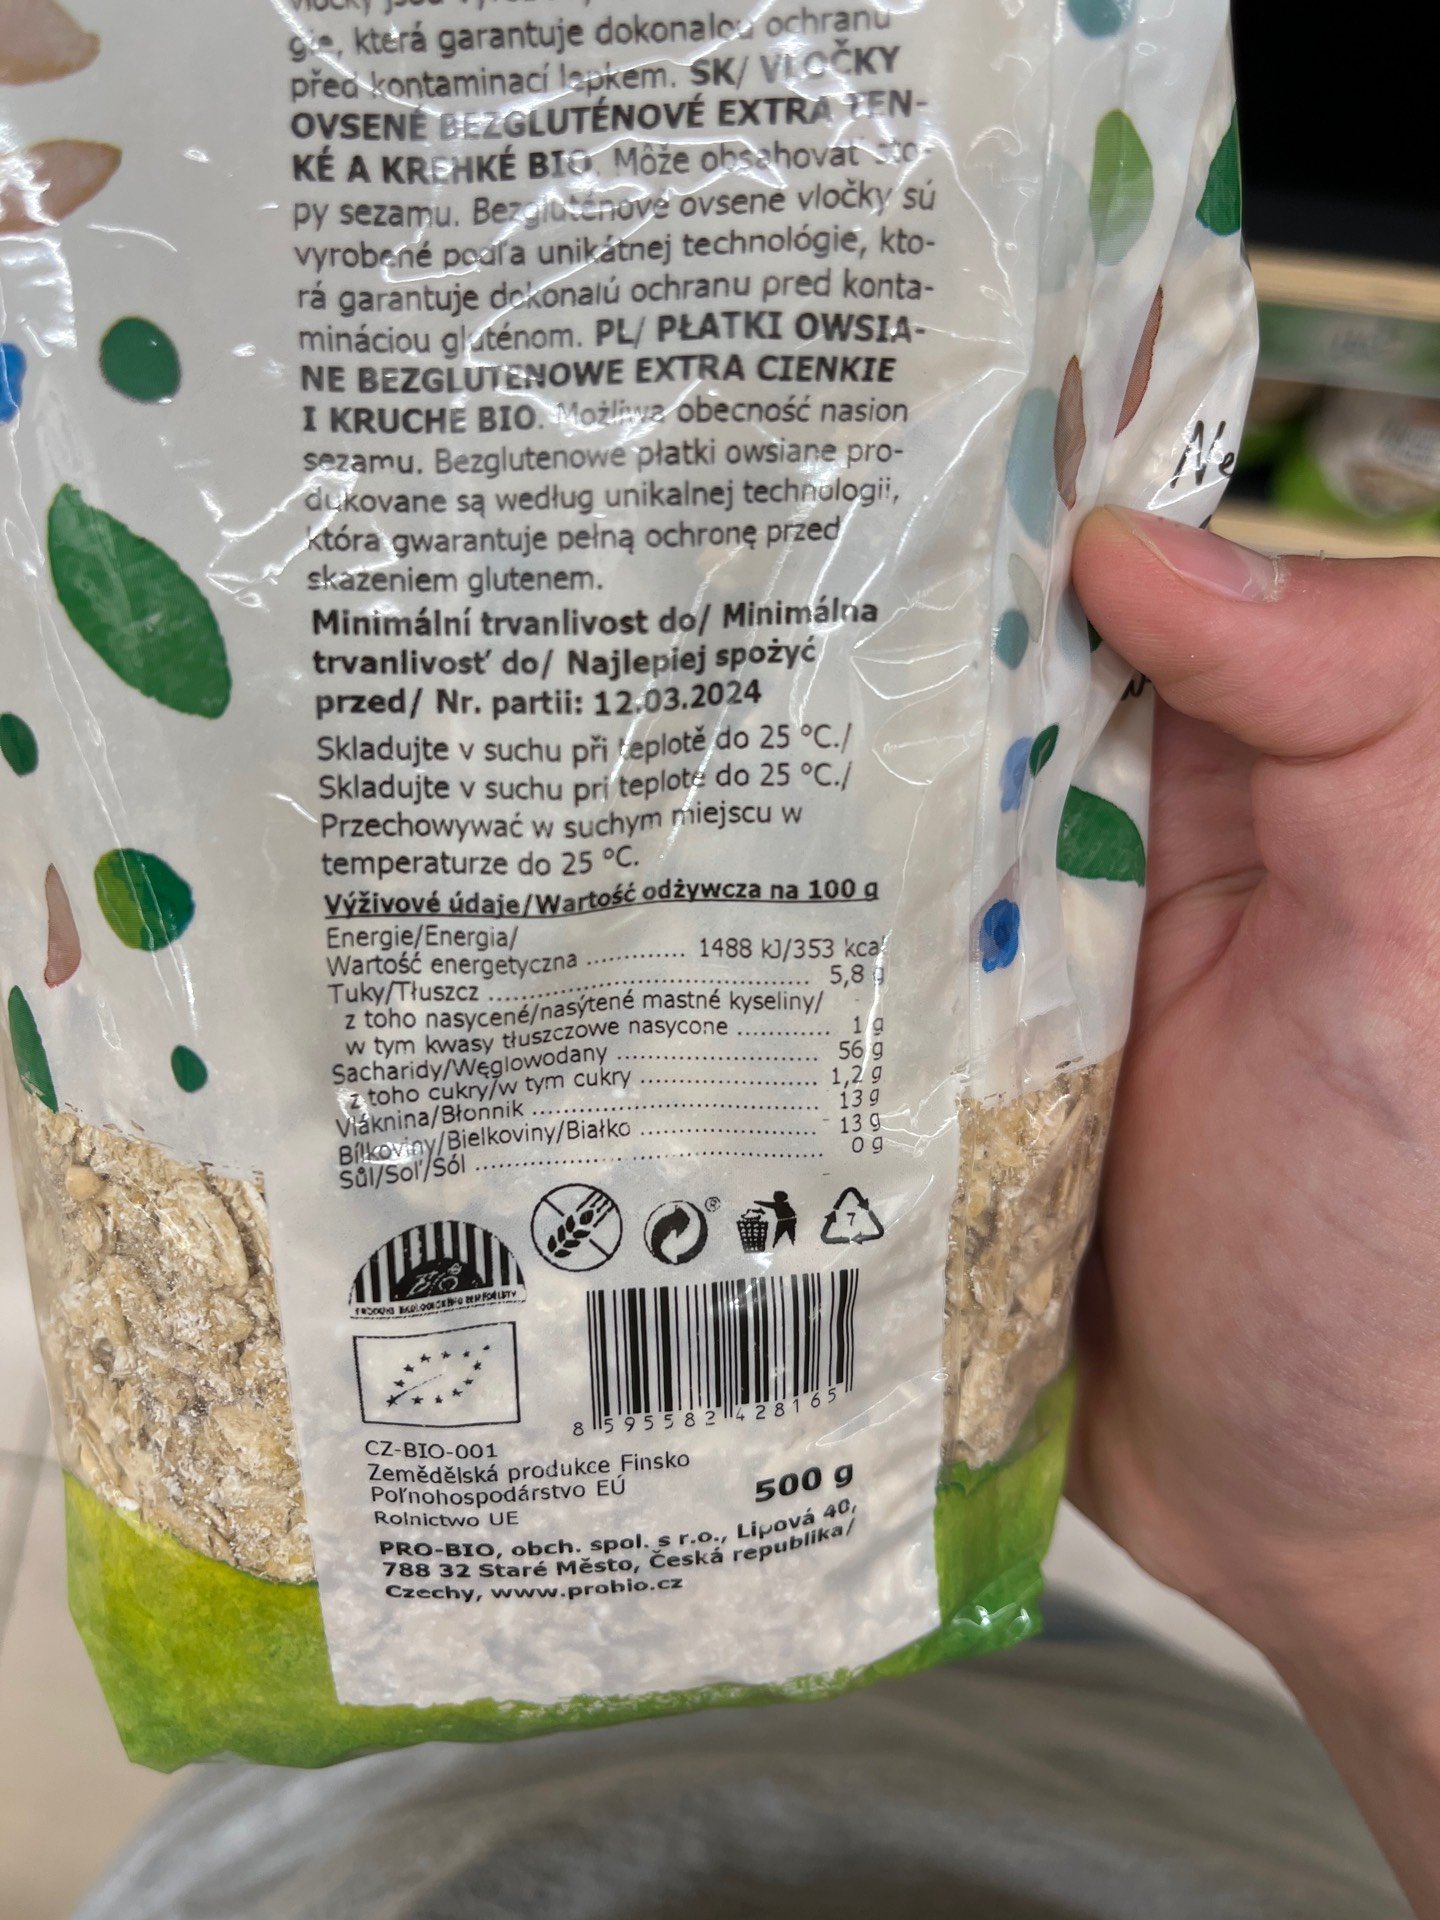 která garantuje dokonalou ochranu
před kontaminací lepkem. SK/ VLOČKY
OVSENÉ BEZGLUTÉNOVÉ EXTRA TEN-
KÉ A KREHKÉ BIO. Môže obsahovať sto-
py sezamu. Bezgluténové ovsené vločky sú
vyrobené podľa unikátnej technológie, kto-
rá garantuje dokonalú ochranu pred konta-
mináciou gluténom. PL/ PŁATKI OWSIA-
NE BEZGLUTENOWE EXTRA CIENKIE
I KRUCHE BIO. Możliwa obecność nasion
sezamu. Bezglutenowe płatki owsiane pro-
dukowane są według unikalnej technologii,
która gwarantuje pełną ochronę przed
skażeniem glutenem.
Minimální trvanlivost do/ Minimálna
trvanlivosť do/ Najlepiej spożyć
przed/ Nr. partii: 12.03.2024
Skladujte v suchu při teplotě do 25 °C./
Skladujte v suchu pri teplote do 25 °C./
Przechowywać w suchym miejscu w
temperaturze do 25 °C.
Výživové údaje/Wartość odżywcza na 100 g
Energie/Energia/
Wartość energetyczna ............ 1488 kJ/353 kcal
Tuky/Tłuszcz ....................................... 5,8 g
z toho nasycené/nasýtené mastné kyseliny/
w tym kwasy tłuszczowe nasycone ............ 1 g
Sacharidy/Węglowodany ......................... 56 g
z toho cukry/w tym cukry ...................... 1,2 g
Vláknina/Błonnik ................................... 13 g
Bílkoviny/Bielkoviny/Białko ...................... 13 g
Sůl/Soľ/Sól ............................................ 0 g
®
7
BIO
PRODUKT EKOLOGICKÉHO ZEMĚDĚLSTVÍ
8 595582 428165
CZ-BIO-001
Zemědělská produkce Finsko
Poľnohospodárstvo EÚ
Rolnictwo UE
500 g
PRO-BIO, obch. spol. s r.o., Lipová 40,
788 32 Staré Město, Česká republika/
Czechy, www.probio.cz